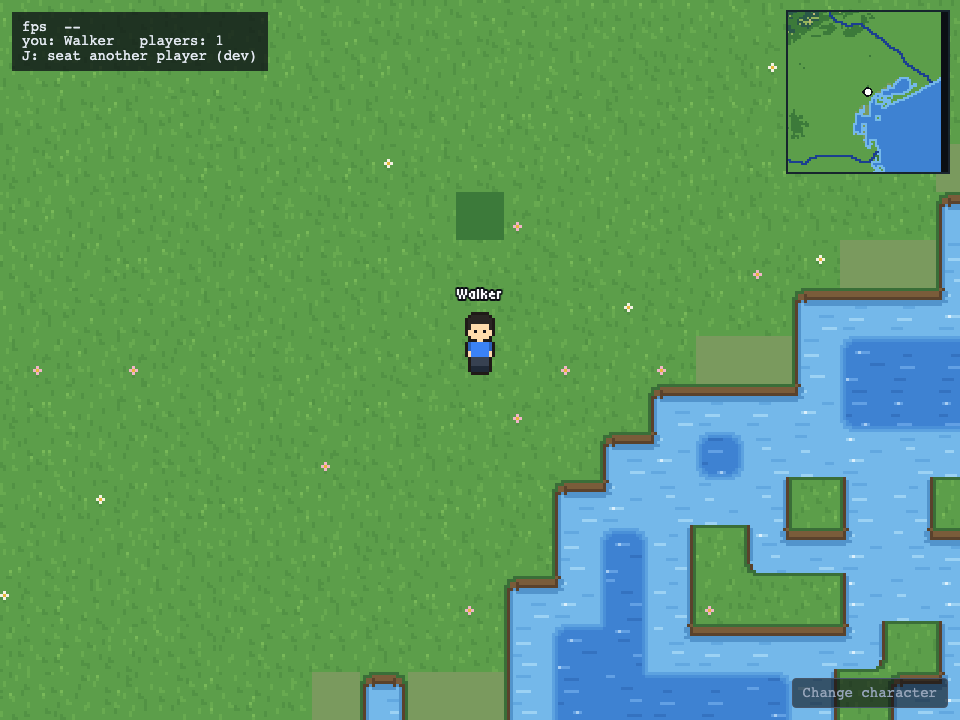 fps  --
you: Walker   players: 1
J: seat another player (dev)
Walker
Change character